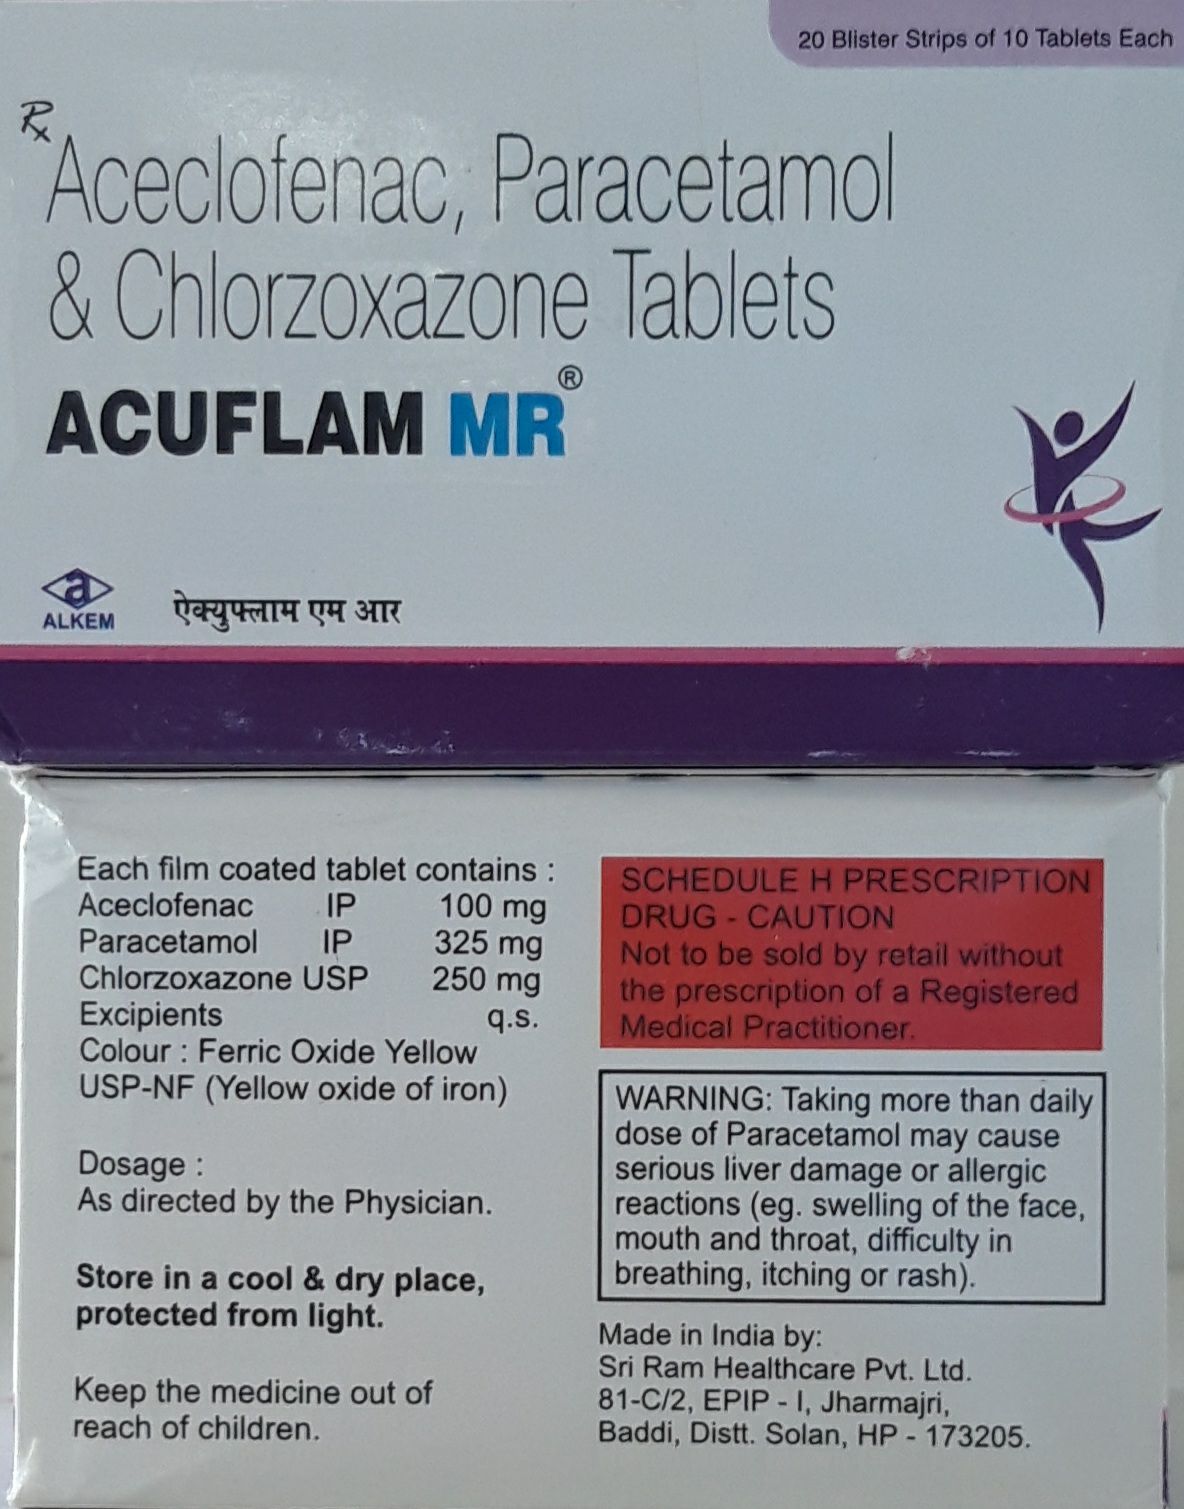 20 Blister Strips of 10 Tablets Each
Rx
Aceclofenac, Paracetamol
& Chlorzoxazone Tablets
ACUFLAM MR®
a
ALKEM
ऐक्युफ्लाम एम आर
Each film coated tablet contains :
Aceclofenac IP 100 mg
Paracetamol IP 325 mg
Chlorzoxazone USP 250 mg
Excipients q.s.
Colour : Ferric Oxide Yellow
USP-NF (Yellow oxide of iron)
Dosage :
As directed by the Physician.
Store in a cool & dry place,
protected from light.
Keep the medicine out of
reach of children.
SCHEDULE H PRESCRIPTION
DRUG - CAUTION
Not to be sold by retail without
the prescription of a Registered
Medical Practitioner.
WARNING: Taking more than daily
dose of Paracetamol may cause
serious liver damage or allergic
reactions (eg. swelling of the face,
mouth and throat, difficulty in
breathing, itching or rash).
Made in India by:
Sri Ram Healthcare Pvt. Ltd.
81-C/2, EPIP - I, Jharmajri,
Baddi, Distt. Solan, HP - 173205.